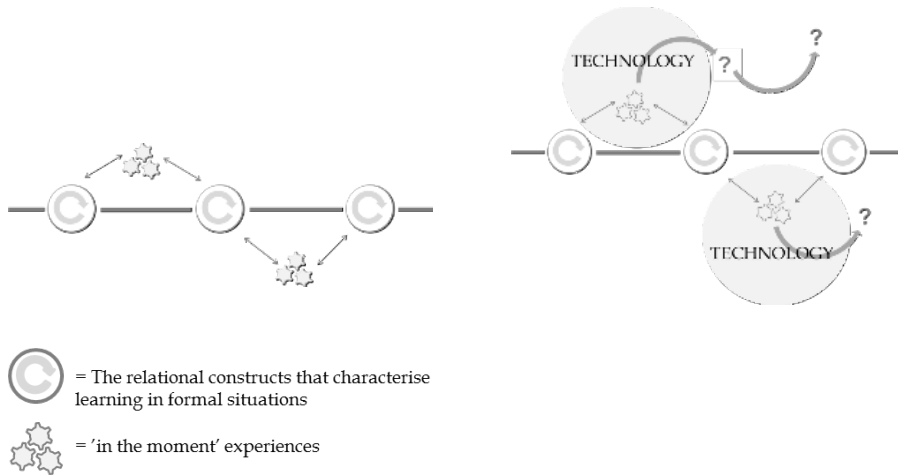 ?
TECHNOLOGY
?
?
TECHNOLOGY
= The relational constructs that characterise
learning in formal situations
= 'in the moment' experiences